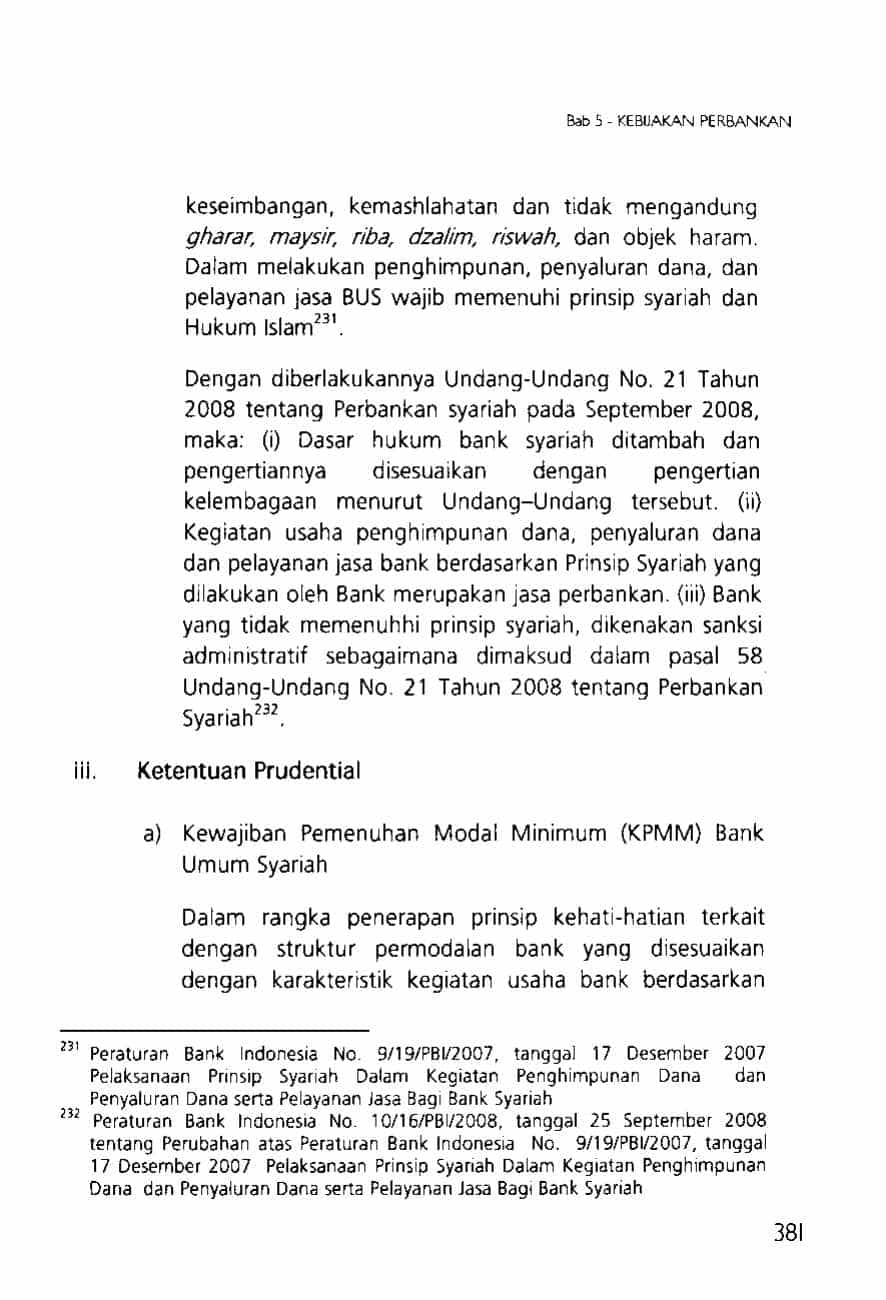 Bab 5 - KEBIJAKAN PERBANKAN
keseimbangan, kemashlahatan dan tidak mengandung
gharar, maysir, riba, dzalim, riswah, dan objek haram.
Dalam melakukan penghimpunan, penyaluran dana, dan
pelayanan jasa BUS wajib memenuhi prinsip syariah dan
Hukum Islam²³¹.
Dengan diberlakukannya Undang-Undang No. 21 Tahun
2008 tentang Perbankan syariah pada September 2008,
maka: (i) Dasar hukum bank syariah ditambah dan
pengertiannya disesuaikan dengan pengertian
kelembagaan menurut Undang–Undang tersebut. (ii)
Kegiatan usaha penghimpunan dana, penyaluran dana
dan pelayanan jasa bank berdasarkan Prinsip Syariah yang
dilakukan oleh Bank merupakan jasa perbankan. (iii) Bank
yang tidak memenuhhi prinsip syariah, dikenakan sanksi
administratif sebagaimana dimaksud dalam pasal 58
Undang-Undang No. 21 Tahun 2008 tentang Perbankan
Syariah²³².
iii. Ketentuan Prudential
a) Kewajiban Pemenuhan Modal Minimum (KPMM) Bank
Umum Syariah
Dalam rangka penerapan prinsip kehati-hatian terkait
dengan struktur permodalan bank yang disesuaikan
dengan karakteristik kegiatan usaha bank berdasarkan
²³¹ Peraturan Bank Indonesia No. 9/19/PBI/2007, tanggal 17 Desember 2007
Pelaksanaan Prinsip Syariah Dalam Kegiatan Penghimpunan Dana dan
Penyaluran Dana serta Pelayanan Jasa Bagi Bank Syariah
²³² Peraturan Bank Indonesia No. 10/16/PBI/2008, tanggal 25 September 2008
tentang Perubahan atas Peraturan Bank Indonesia No. 9/19/PBI/2007, tanggal
17 Desember 2007 Pelaksanaan Prinsip Syariah Dalam Kegiatan Penghimpunan
Dana dan Penyaluran Dana serta Pelayanan Jasa Bagi Bank Syariah
381